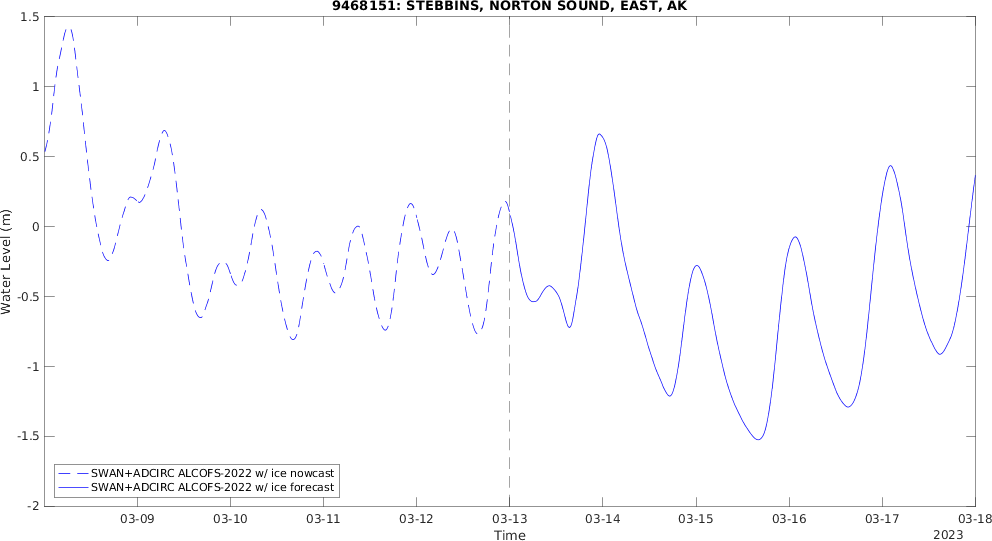 9468151: STEBBINS, NORTON SOUND, EAST, AK
1.5
1
0.5
0
-0.5
-1
-1.5
-2
Water Level (m)
SWAN+ADCIRC ALCOFS-2022 w/ ice nowcast
SWAN+ADCIRC ALCOFS-2022 w/ ice forecast
03-09 03-10 03-11 03-12 03-13 03-14 03-15 03-16 03-17 03-18
Time
2023